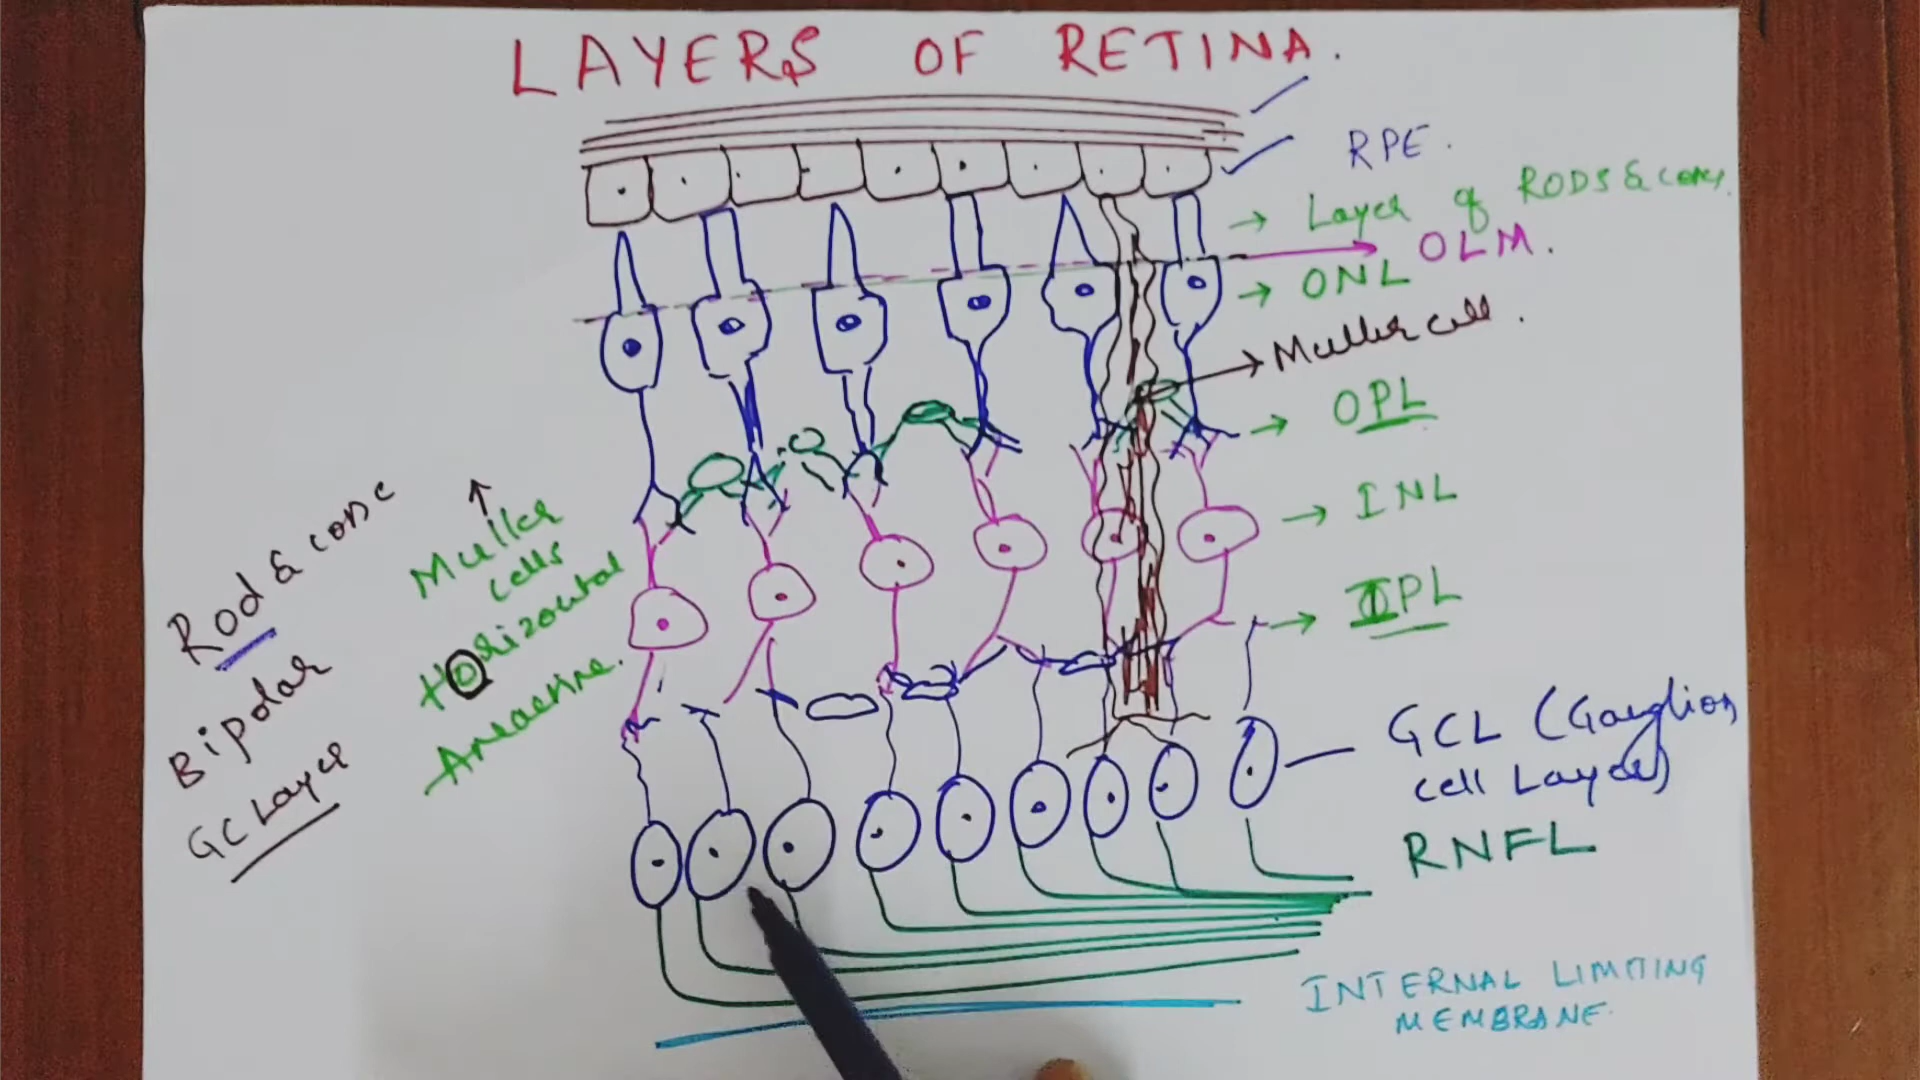 LAYERS OF RETINA.
RPE.
→ Layer of RODS & cones.
OLM.
→ ONL
→ Muller cell.
→ OPL
→ INL
→ IPL
GCL (Ganglion
cell Layer)
RNFL
INTERNAL LIMITING
MEMBRANE.
Rod & cone
Bipolar
GC Layer
↑
Muller
cells
HOrizontal
Amacrine.